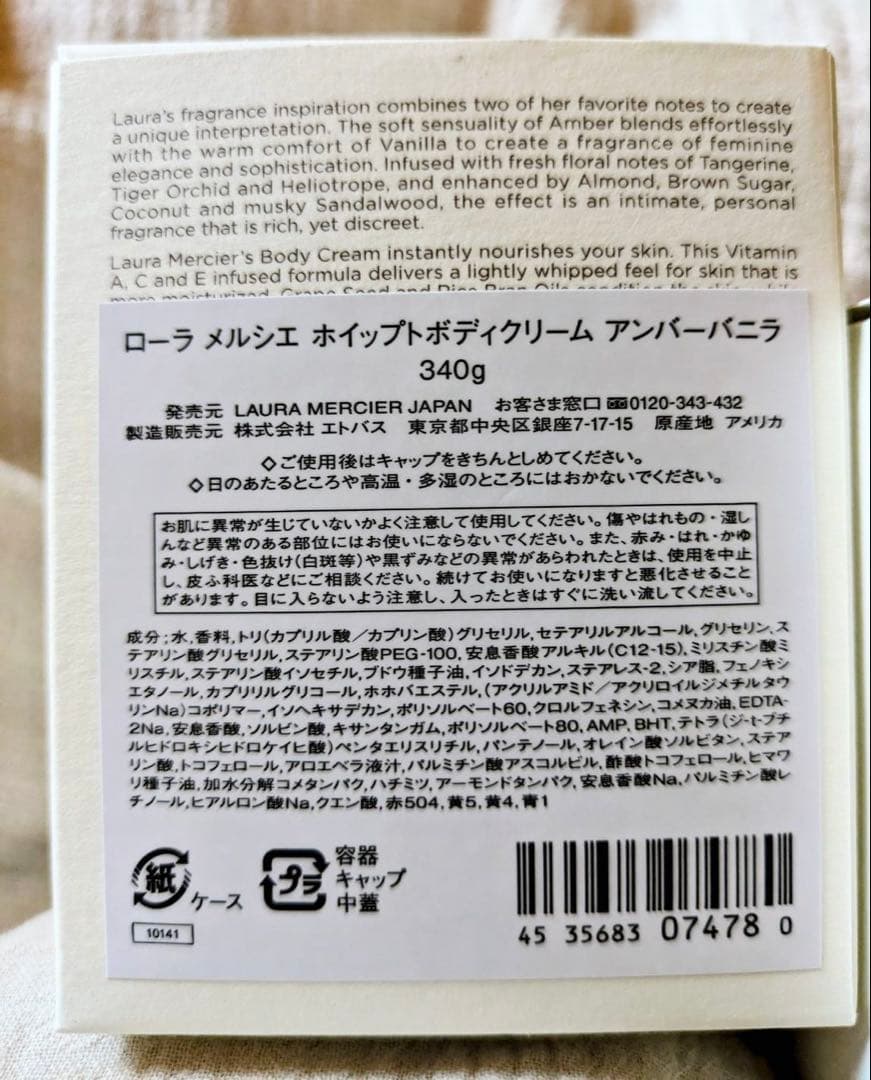 Laura's fragrance inspiration combines two of her favorite notes to create
a unique interpretation. The soft sensuality of Amber blends effortlessly
with the warm comfort of Vanilla to create a fragrance of feminine
elegance and sophistication. Infused with fresh floral notes of Tangerine,
Tiger Orchid and Heliotrope, and enhanced by Almond, Brown Sugar,
Coconut and musky Sandalwood, the effect is an intimate, personal
fragrance that is rich, yet discreet.
Laura Mercier's Body Cream instantly nourishes your skin. This Vitamin
A, C and E infused formula delivers a lightly whipped feel for skin that is
more moisturized. Grape Seed and Rice Bran Oils condition the skin while
ローラ メルシエ ホイップトボディクリーム アンバーバニラ
340g
発売元 LAURA MERCIER JAPAN お客さま窓口 0120-343-432
製造販売元 株式会社 エトバス 東京都中央区銀座7-17-15 原産地 アメリカ
◇ご使用後はキャップをきちんとしめてください。
◇日のあたるところや高温・多湿のところにはおかないでください。
お肌に異常が生じていないかよく注意して使用してください。傷やはれもの・湿し
んなど異常のある部位にはお使いにならないでください。また、赤み・はれ・かゆ
み・しげき・色抜け(白斑等)や黒ずみなどの異常があらわれたときは、使用を中止
し、皮ふ科医などにご相談ください。続けてお使いになりますと悪化させること
があります。目に入らないよう注意し、入ったときはすぐに洗い流してください。
成分;水,香料,トリ(カプリル酸/カプリン酸)グリセリル,セテアリルアルコール,グリセリン,ス
テアリン酸グリセリル,ステアリン酸PEG-100,安息香酸アルキル(C12-15),ミリスチン酸ミ
リスチル,ステアリン酸イソセチル,ブドウ種子油,イソドデカン,ステアレス-2,シア脂,フェノキシ
エタノール,カプリリルグリコール,ホホバエステル,(アクリルアミド/アクリロイルジメチルタウ
リンNa)コポリマー,イソヘキサデカン,ポリソルベート60,クロルフェネシン,コメヌカ油,EDTA-
2Na,安息香酸,ソルビン酸,キサンタンガム,ポリソルベート80,AMP,BHT,テトラ(ジ-t-ブチ
ルヒドロキシヒドロケイヒ酸)ペンタエリスリチル,パンテノール,オレイン酸ソルビタン,ステア
リン酸,トコフェロール,アロエベラ液汁,パルミチン酸アスコルビル,酢酸トコフェロール,ヒマワ
リ種子油,加水分解コメタンパク,ハチミツ,アーモンドタンパク,安息香酸Na,パルミチン酸レ
チノール,ヒアルロン酸Na,クエン酸,赤504,黄5,黄4,青1
紙 ケース
プラ 容器
キャップ
中蓋
10141
45 35683 07478 0